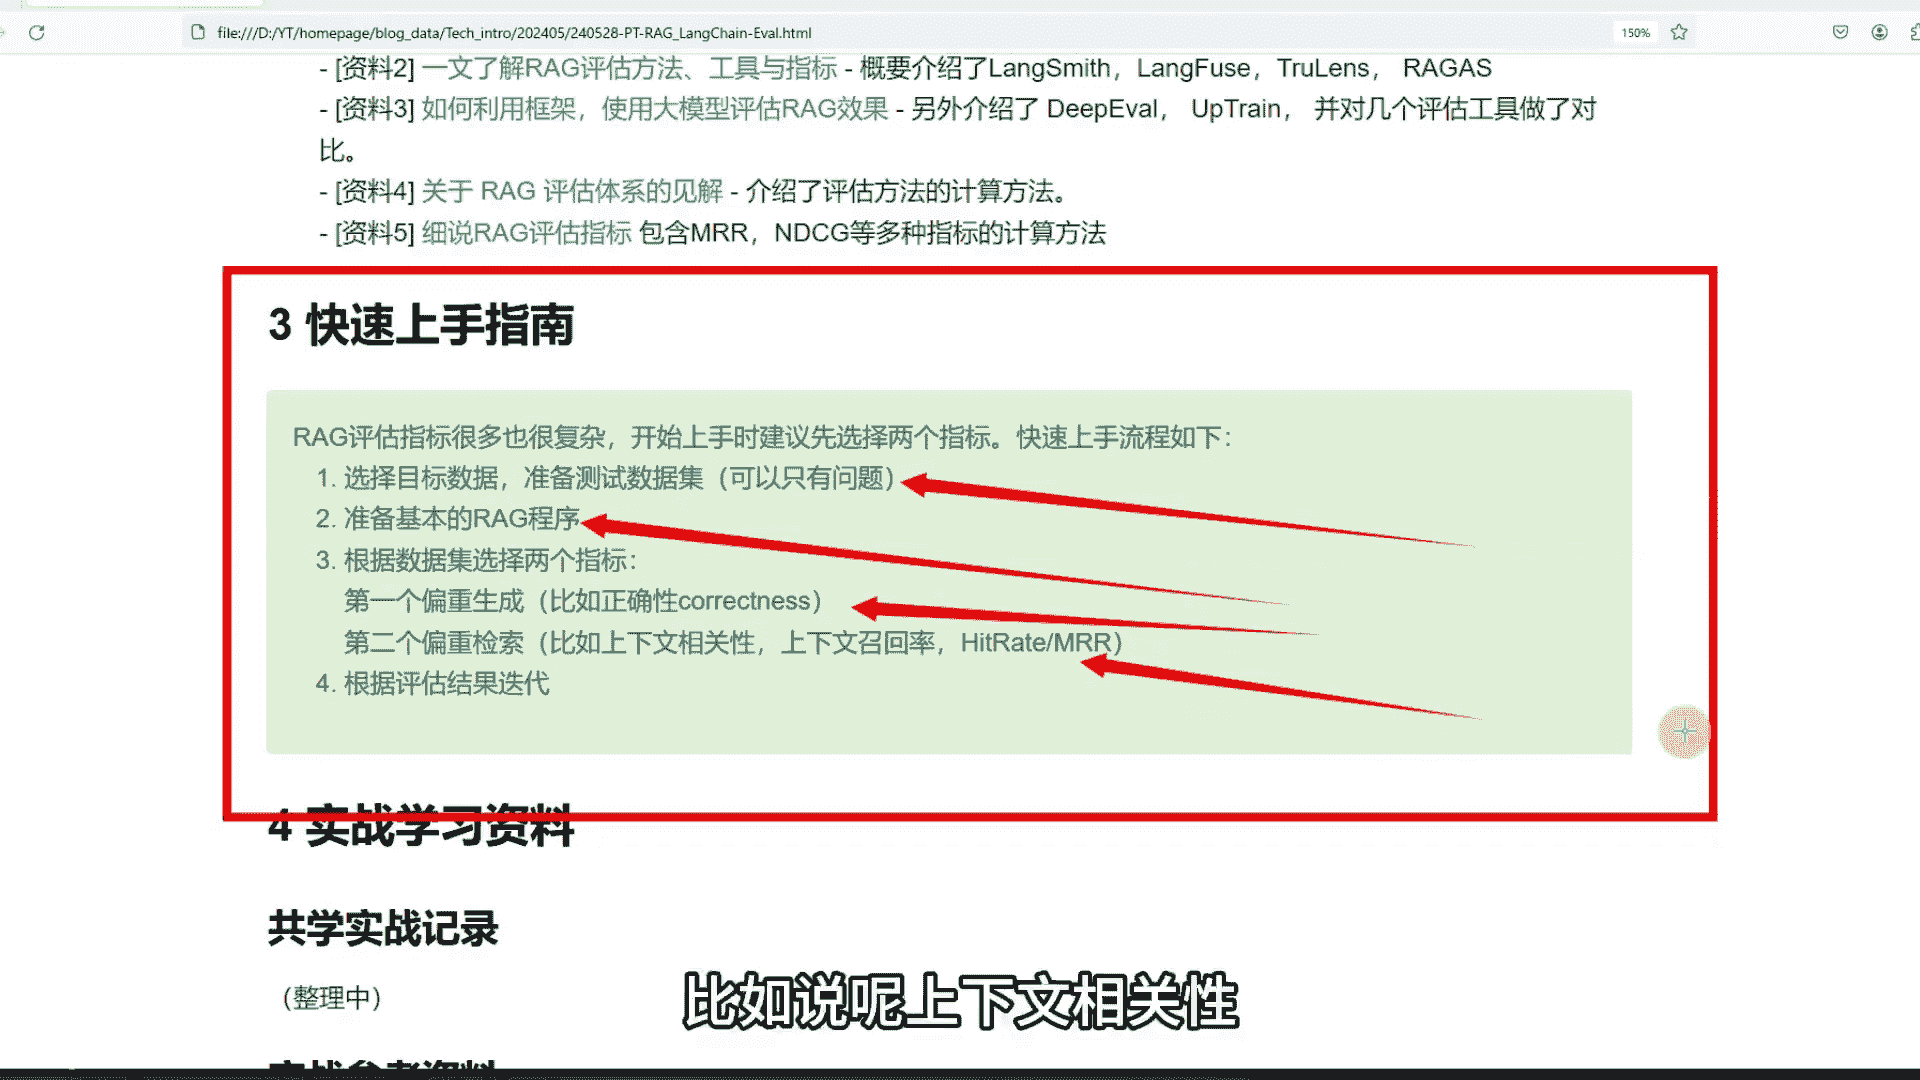 file:///D:/YT/homepage/blog_data/Tech_intro/202405/240528-PT-RAG_LangChain-Eval.html
150%
- [资料2] 一文了解RAG评估方法、工具与指标 - 概要介绍了LangSmith，LangFuse，TruLens， RAGAS
- [资料3] 如何利用框架，使用大模型评估RAG效果 - 另外介绍了 DeepEval， UpTrain， 并对几个评估工具做了对
比。
- [资料4] 关于 RAG 评估体系的见解 - 介绍了评估方法的计算方法。
- [资料5] 细说RAG评估指标 包含MRR，NDCG等多种指标的计算方法
3 快速上手指南
RAG评估指标很多也很复杂，开始上手时建议先选择两个指标。快速上手流程如下：
1. 选择目标数据，准备测试数据集（可以只有问题）
2. 准备基本的RAG程序
3. 根据数据集选择两个指标：
第一个偏重生成（比如正确性correctness）
第二个偏重检索（比如上下文相关性，上下文召回率，HitRate/MRR）
4. 根据评估结果迭代
4 实战学习资料
共学实战记录
（整理中）
比如说呢上下文相关性
实战参考资料